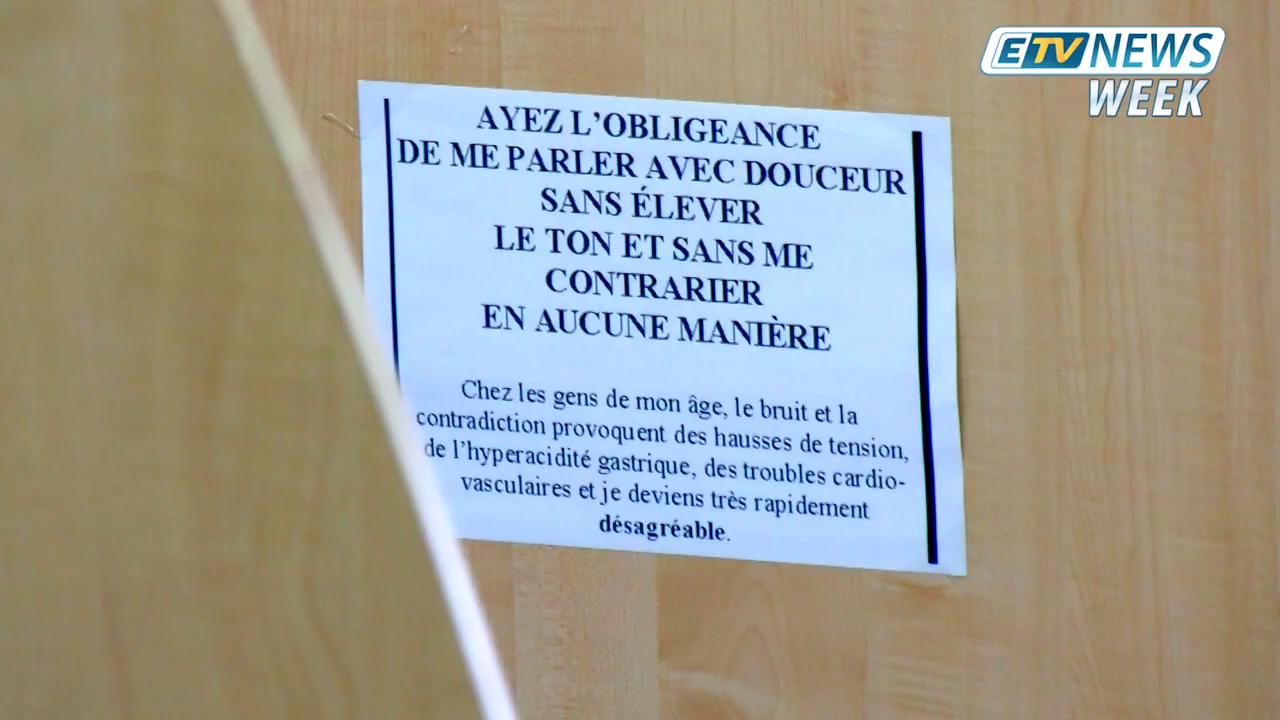 ETV NEWS
WEEK
AYEZ L'OBLIGEANCE
DE ME PARLER AVEC DOUCEUR
SANS ÉLEVER
LE TON ET SANS ME
CONTRARIER
EN AUCUNE MANIÈRE
Chez les gens de mon âge, le bruit et la
contradiction provoquent des hausses de tension,
de l'hyperacidité gastrique, des troubles cardio-
vasculaires et je deviens très rapidement
désagréable.